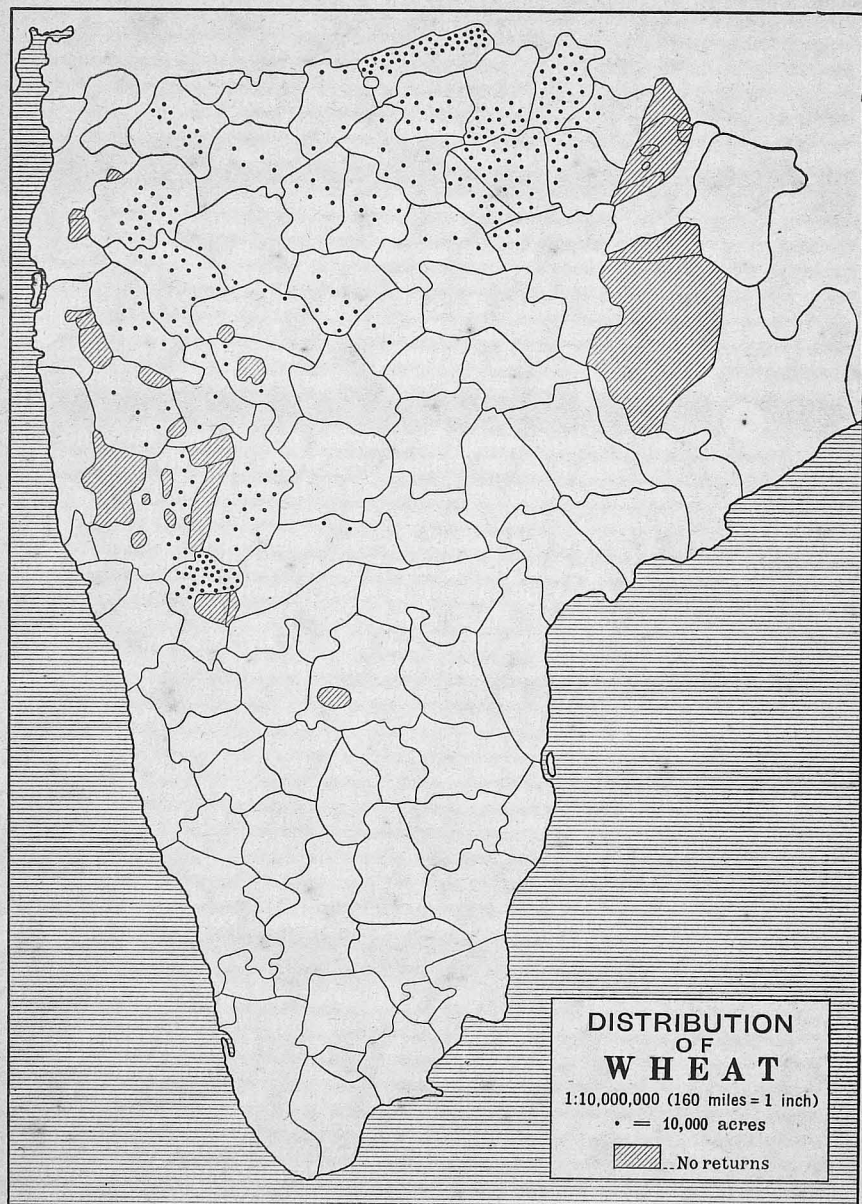 DISTRIBUTION
OF
WHEAT
1:10,000,000 (160 miles = 1 inch)
• = 10,000 acres
No returns